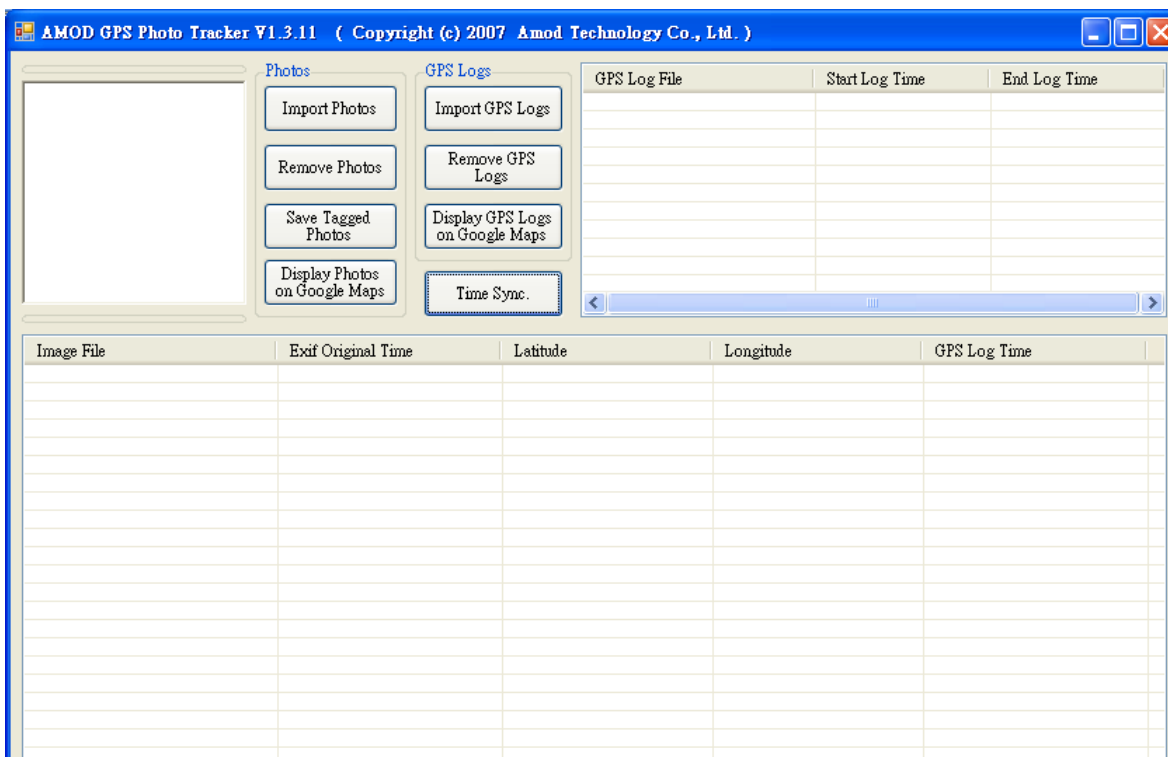 AMOD GPS Photo Tracker V1.3.11 ( Copyright (c) 2007 Amod Technology Co., Ltd. )
Photos
Import Photos
Remove Photos
Save Tagged
Photos
Display Photos
on Google Maps
GPS Logs
Import GPS Logs
Remove GPS
Logs
Display GPS Logs
on Google Maps
Time Sync.
GPS Log File Start Log Time End Log Time
Image File Exif Original Time Latitude Longitude GPS Log Time